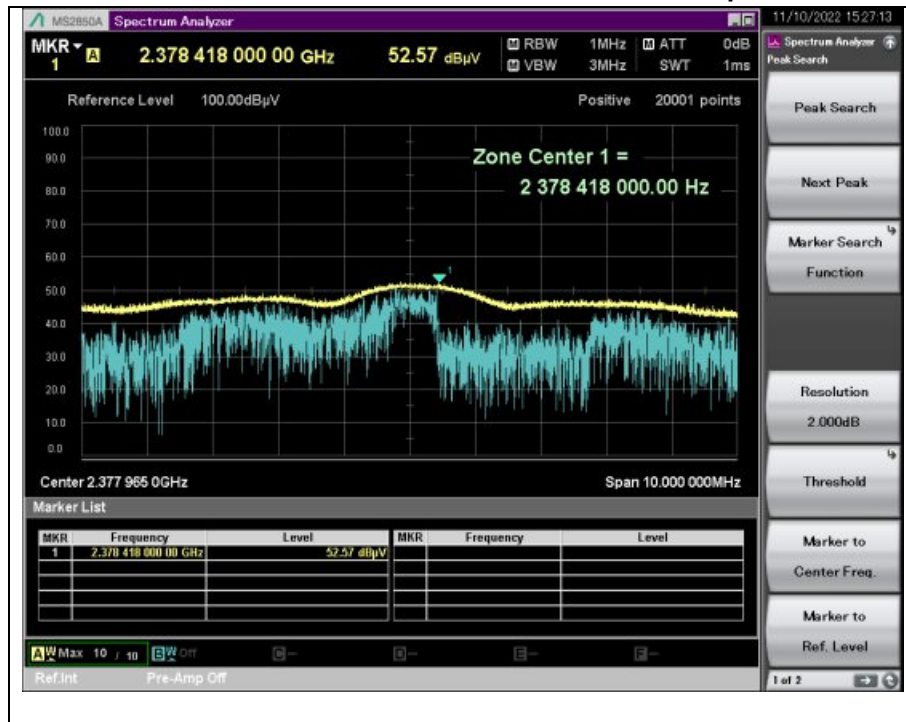 MS2850A Spectrum Analyzer
11/10/2022 15:27:13
MKR 1 A 2.378 418 000 00 GHz 52.57 dBµV
M RBW 1MHz M ATT 0dB
M VBW 3MHz SWT 1ms
Spectrum Analyzer
Peak Search
Reference Level 100.00dBµV Positive 20001 points
100.0
90.0
80.0
70.0
60.0
50.0
40.0
30.0
20.0
10.0
0.0
Zone Center 1 =
2 378 418 000.00 Hz
1
Center 2.377 965 0GHz Span 10.000 000MHz
Marker List
MKR Frequency Level MKR Frequency Level
1 2.378 418 000 00 GHz 52.57 dBµV
A W Max 10 / 10 B W Off C – D – E – F –
Ref.Int Pre-Amp Off
Peak Search
Next Peak
Marker Search
Function
Resolution
2.000dB
Threshold
Marker to
Center Freq.
Marker to
Ref. Level
1 of 2